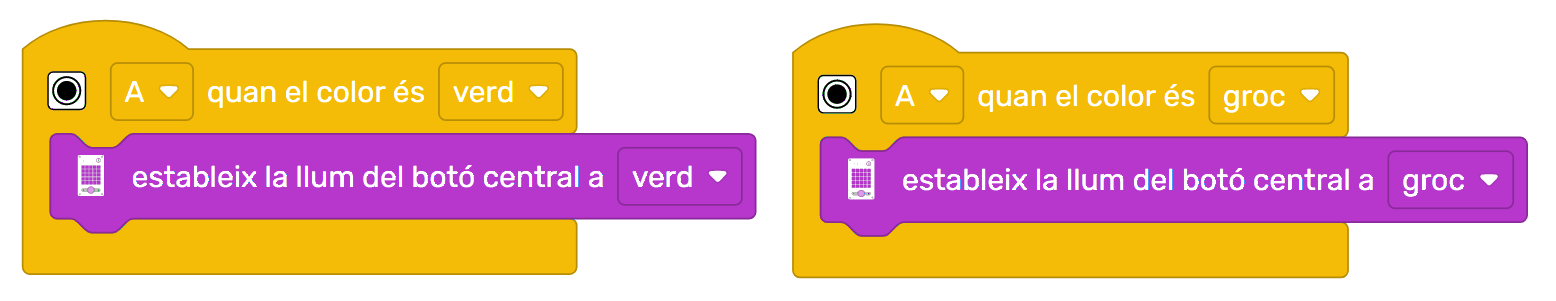 A quan el color és verd
estableix la llum del botó central a verd
A quan el color és groc
estableix la llum del botó central a groc